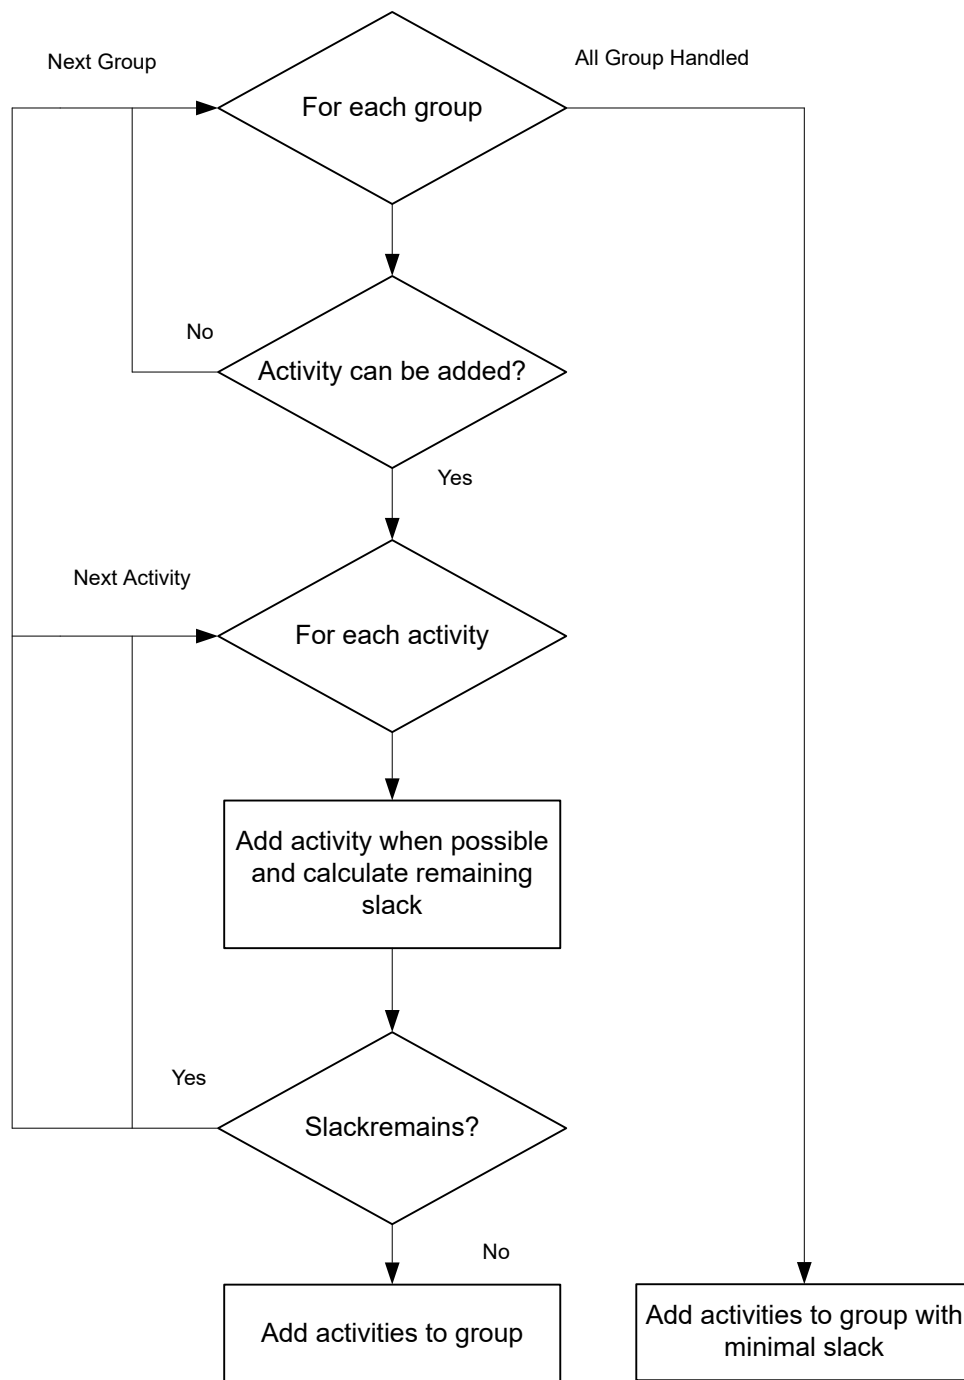 Next Group
All Group Handled
For each group
No
Activity can be added?
Yes
Next Activity
For each activity
Add activity when possible
and calculate remaining
slack
Yes
Slackremains?
No
Add activities to group
Add activities to group with
minimal slack